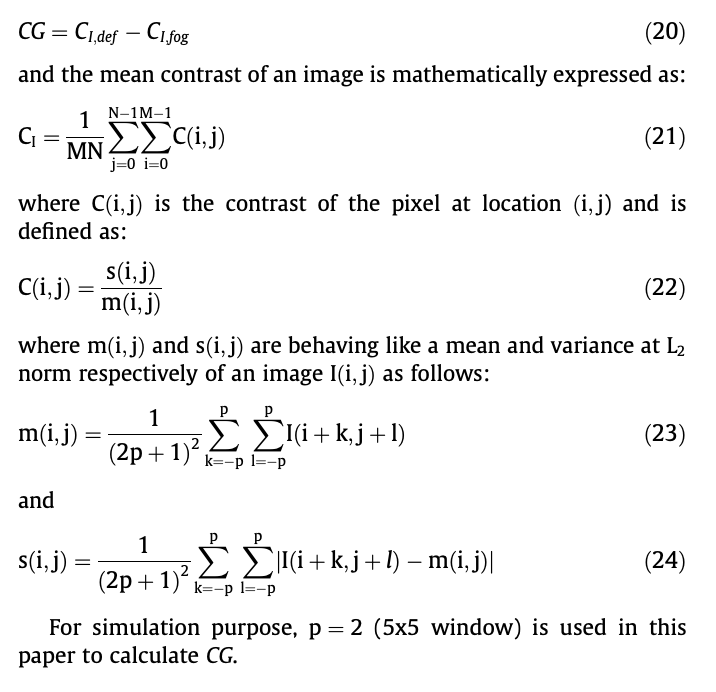 CG = C_{I,def} − C_{I,fog} (20)
and the mean contrast of an image is mathematically expressed as:
C_I = \frac{1}{MN} \sum_{j=0}^{N−1} \sum_{i=0}^{M−1} C(i,j) (21)
where C(i,j) is the contrast of the pixel at location (i,j) and is
defined as:
C(i,j) = \frac{s(i,j)}{m(i,j)} (22)
where m(i,j) and s(i,j) are behaving like a mean and variance at L₂
norm respectively of an image I(i,j) as follows:
m(i,j) = \frac{1}{(2p + 1)^2} \sum_{k=−p}^{p} \sum_{l=−p}^{p} I(i + k, j + l) (23)
and
s(i,j) = \frac{1}{(2p + 1)^2} \sum_{k=−p}^{p} \sum_{l=−p}^{p} |I(i + k, j + l) − m(i,j)| (24)
For simulation purpose, p = 2 (5x5 window) is used in this
paper to calculate CG.